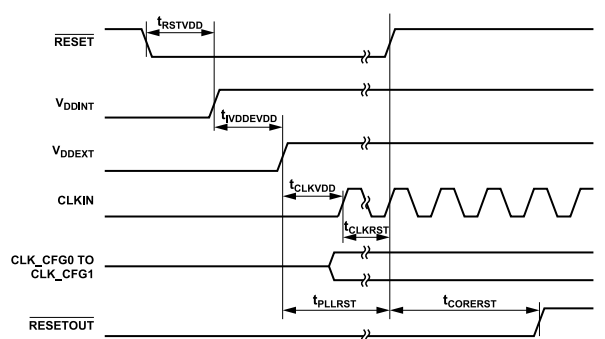 tRSTVDD
RESET
VDDINT
tIVDDEVDD
VDDEXT
tCLKVDD
CLKIN
tCLKRST
CLK_CFG0 TO
CLK_CFG1
tPLLRST
tCORERST
RESETOUT